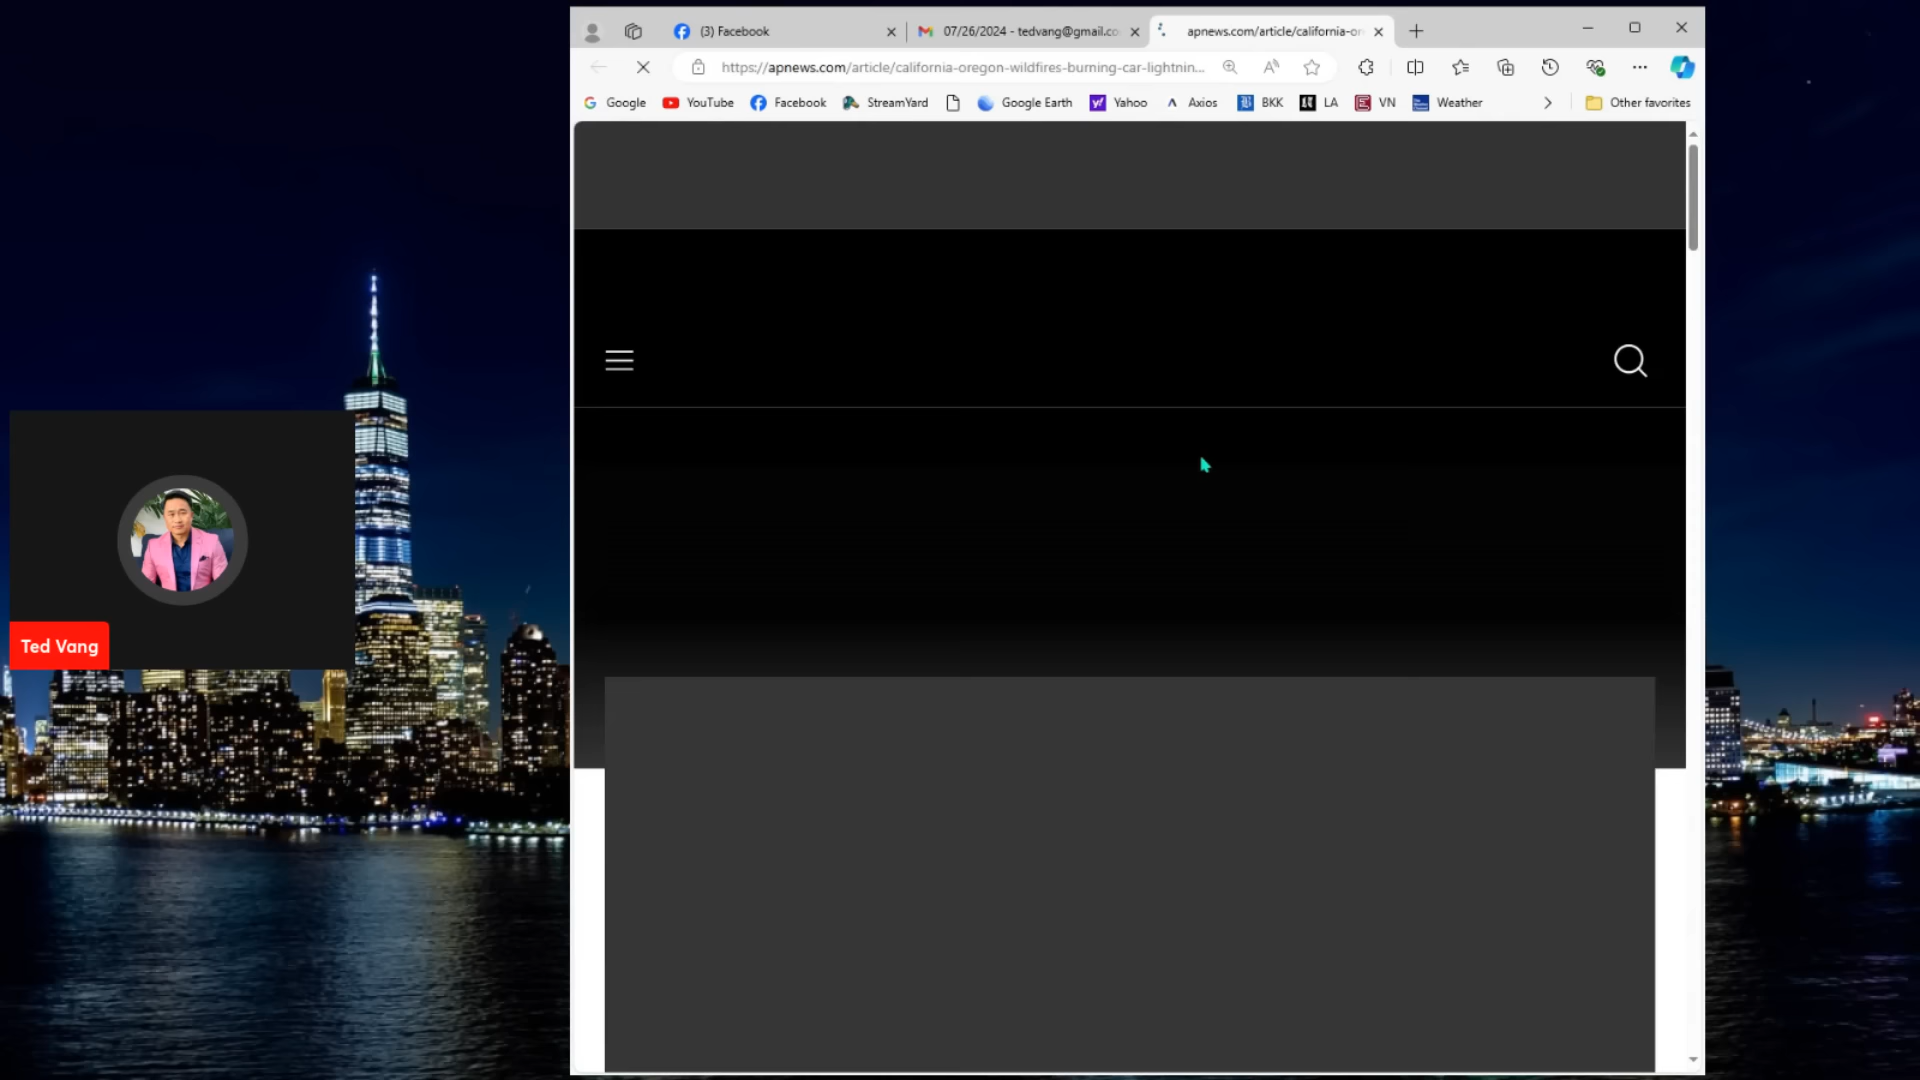 (3) Facebook
07/26/2024 - tedvang@gmail.co
apnews.com/article/california-or
https://apnews.com/article/california-oregon-wildfires-burning-car-lightnin...
Google
YouTube
Facebook
StreamYard
Google Earth
Yahoo
Axios
BKK
LA
VN
Weather
Other favorites
Ted Vang